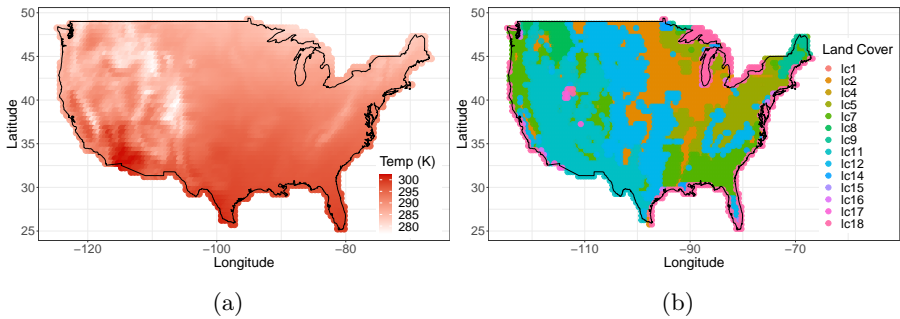 50
45
40
35
30
25
Latitude
−120
−100
−80
Longitude
Temp (K)
300
295
290
285
280
(a)
50
45
40
35
30
25
Latitude
−110
−90
−70
Longitude
Land Cover
lc1
lc2
lc4
lc5
lc7
lc8
lc9
lc11
lc12
lc14
lc15
lc16
lc17
lc18
(b)